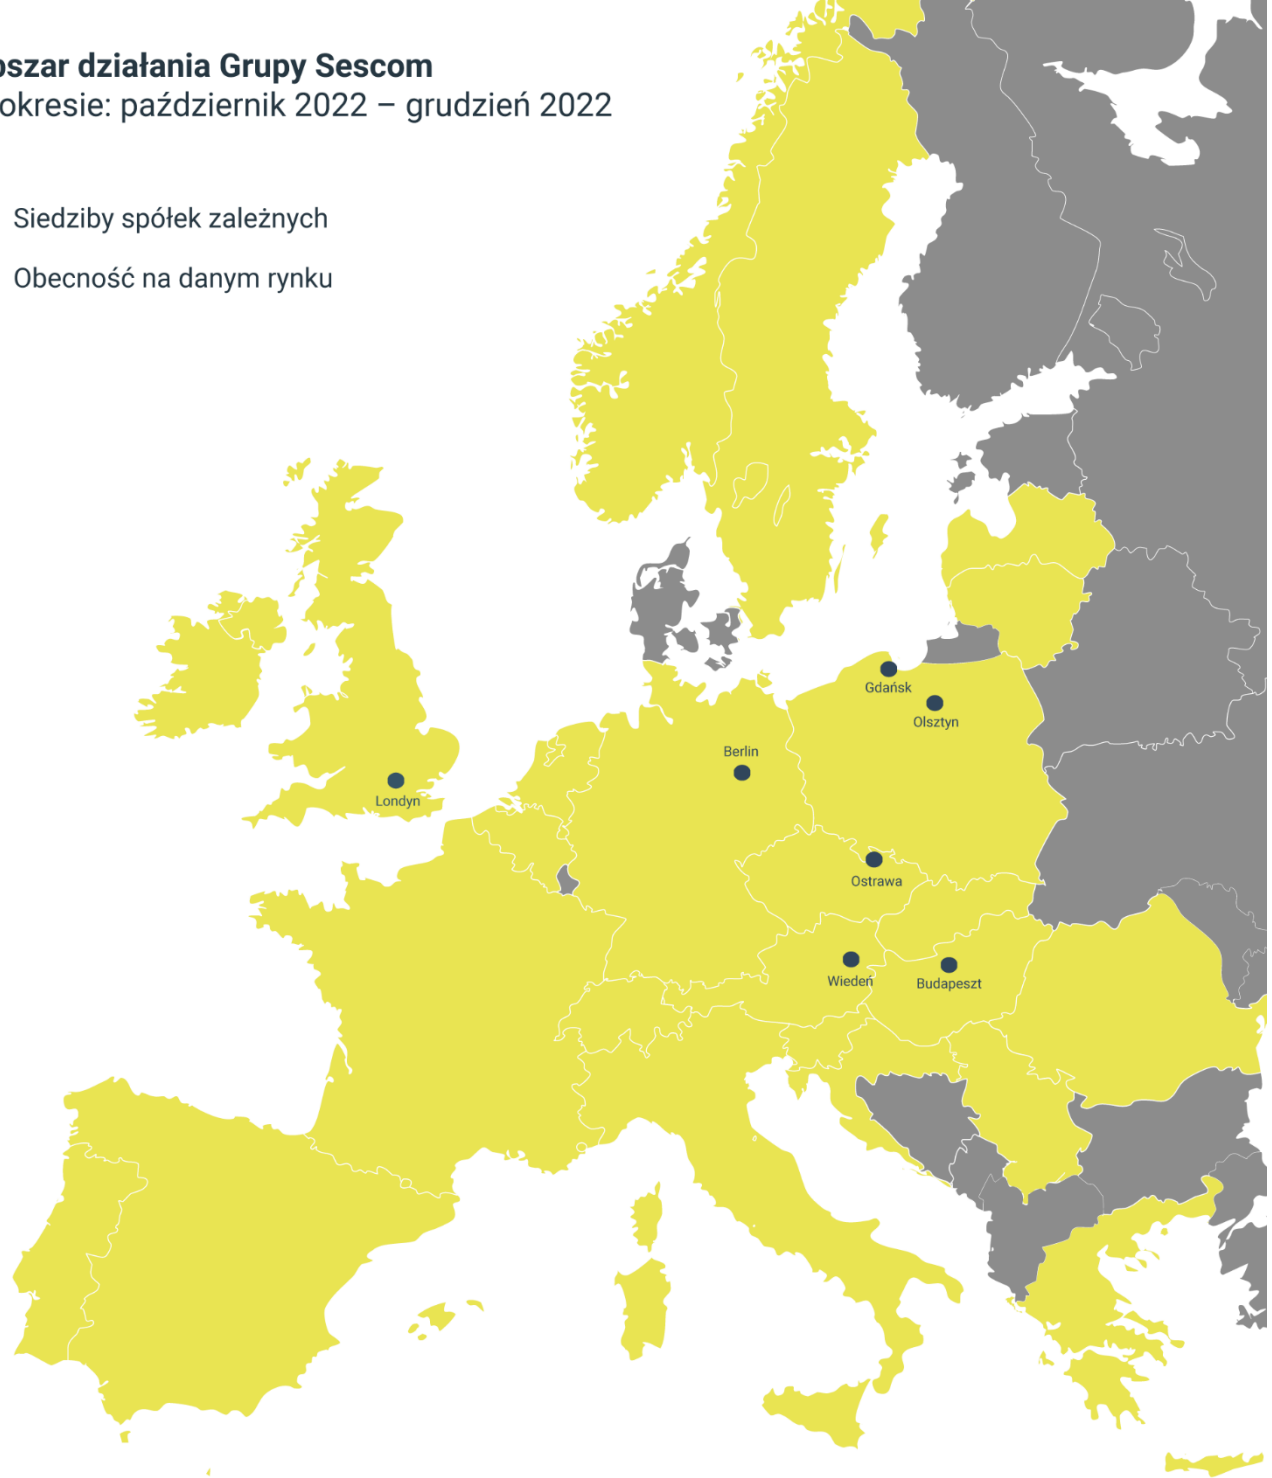 bszar działania Grupy Sescom
okresie: październik 2022 – grudzień 2022
Siedziby spółek zależnych
Obecność na danym rynku
Gdańsk
Olsztyn
Berlin
Londyn
Ostrawa
Wiedeń
Budapeszt